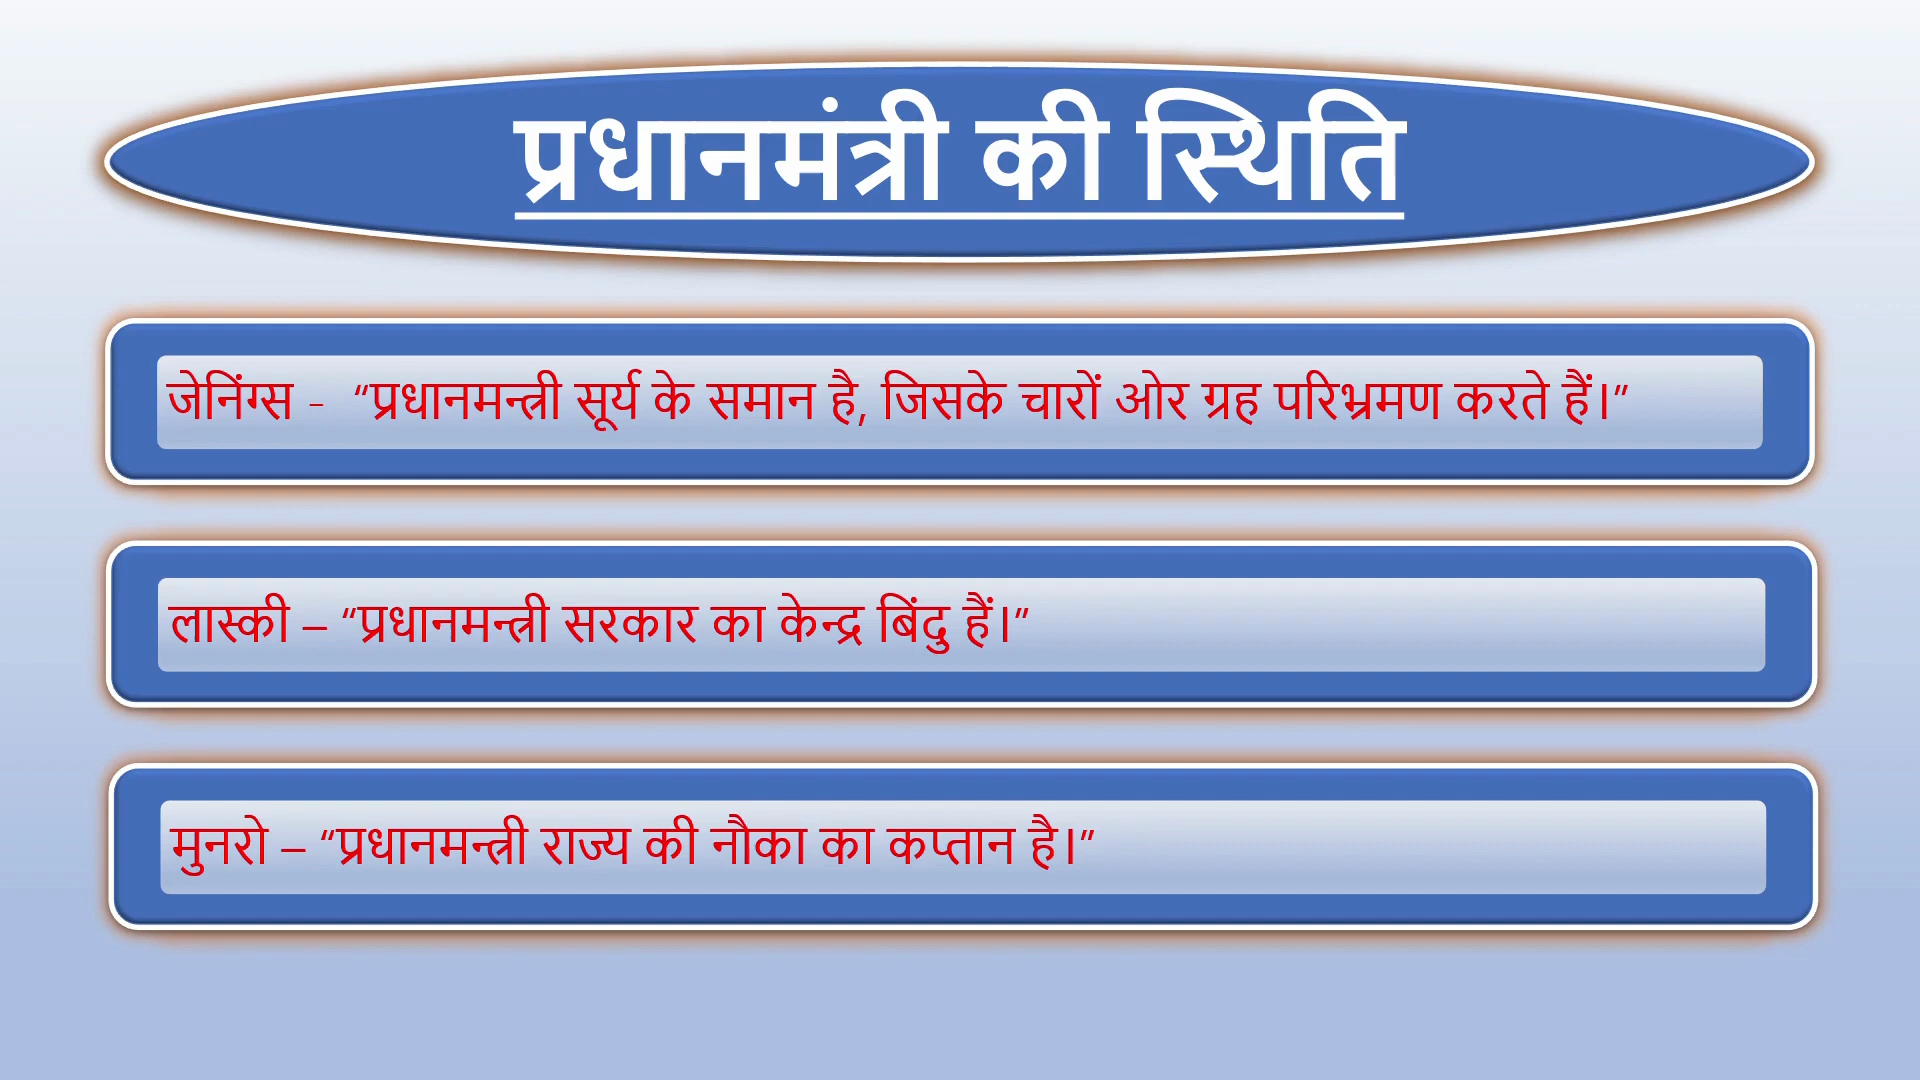 प्रधानमंत्री की स्थिति
जेनिंग्स - “प्रधानमन्त्री सूर्य के समान है, जिसके चारों ओर ग्रह परिभ्रमण करते हैं।”
लास्की – “प्रधानमन्त्री सरकार का केन्द्र बिंदु हैं।”
मुनरो – “प्रधानमन्त्री राज्य की नौका का कप्तान है।”